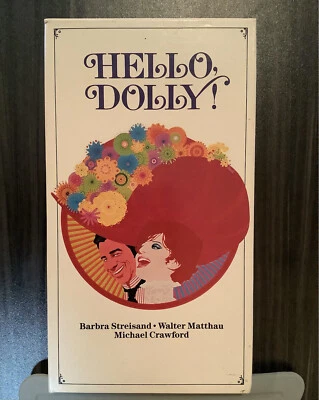 HELLO,
DOLLY!
Barbra Streisand • Walter Matthau
Michael Crawford